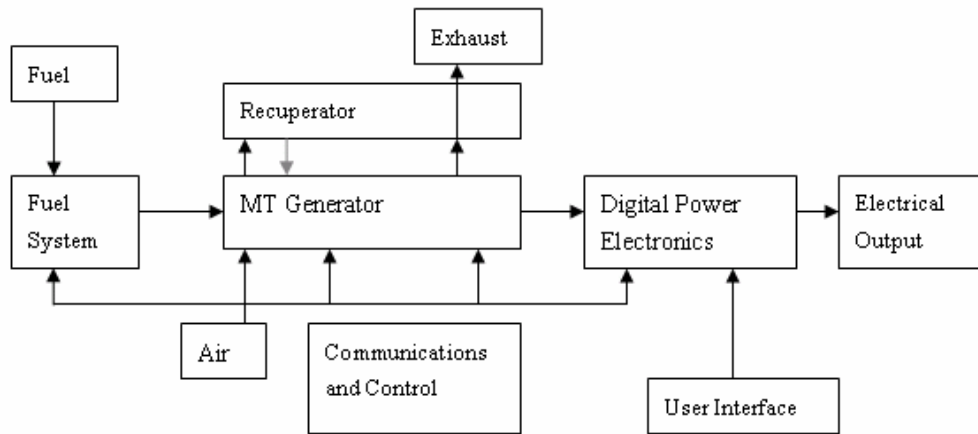 Exhaust
Fuel
Recuperator
Fuel
System
MT Generator
Digital Power
Electronics
Electrical
Output
Air
Communications
and Control
User Interface